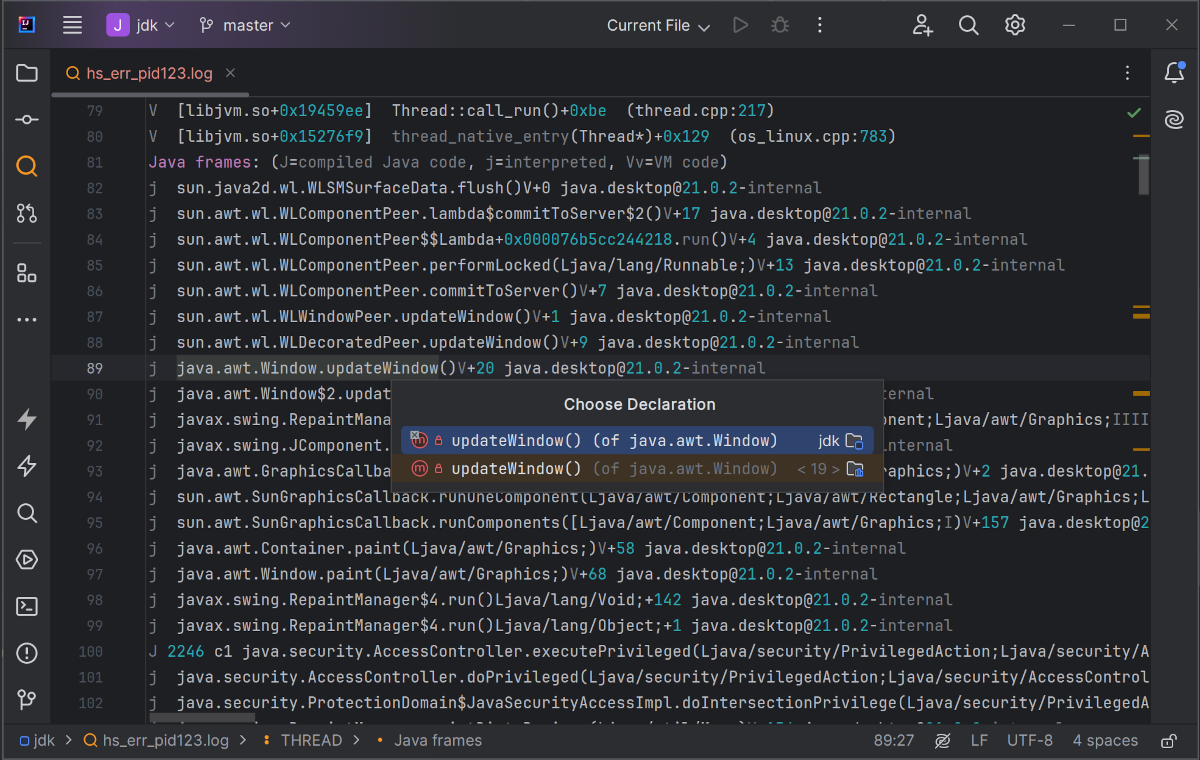 J jdk master Current File
hs_err_pid123.log
79 V [libjvm.so+0x19459ee] Thread::call_run()+0xbe (thread.cpp:217)
80 V [libjvm.so+0x15276f9] thread_native_entry(Thread*)+0x129 (os_linux.cpp:783)
81 Java frames: (J=compiled Java code, j=interpreted, Vv=VM code)
82 j sun.java2d.wl.WLSMSurfaceData.flush()V+0 java.desktop@21.0.2-internal
83 j sun.awt.wl.WLComponentPeer.lambda$commitToServer$2()V+17 java.desktop@21.0.2-internal
84 j sun.awt.wl.WLComponentPeer$$Lambda+0x000076b5cc244218.run()V+4 java.desktop@21.0.2-internal
85 j sun.awt.wl.WLComponentPeer.performLocked(Ljava/lang/Runnable;)V+13 java.desktop@21.0.2-internal
86 j sun.awt.wl.WLComponentPeer.commitToServer()V+7 java.desktop@21.0.2-internal
87 j sun.awt.wl.WLWindowPeer.updateWindow()V+1 java.desktop@21.0.2-internal
88 j sun.awt.wl.WLDecoratedPeer.updateWindow()V+9 java.desktop@21.0.2-internal
89 j java.awt.Window.updateWindow()V+20 java.desktop@21.0.2-internal
90 j java.awt.Window$2.updat ernal
Choose Declaration
91 j javax.swing.RepaintMana onent;Ljava/awt/Graphics;IIII
updateWindow() (of java.awt.Window) jdk
92 j javax.swing.JComponent. internal
updateWindow() (of java.awt.Window) < 19 >
93 j java.awt.GraphicsCallba raphics;)V+2 java.desktop@21.
94 j sun.awt.SunGraphicsCallback.runOneComponent(Ljava/awt/Component;Ljava/awt/Rectangle;Ljava/awt/Graphics;L
95 j sun.awt.SunGraphicsCallback.runComponents([Ljava/awt/Component;Ljava/awt/Graphics;I)V+157 java.desktop@2
96 j java.awt.Container.paint(Ljava/awt/Graphics;)V+58 java.desktop@21.0.2-internal
97 j java.awt.Window.paint(Ljava/awt/Graphics;)V+68 java.desktop@21.0.2-internal
98 j javax.swing.RepaintManager$4.run()Ljava/lang/Void;+142 java.desktop@21.0.2-internal
99 j javax.swing.RepaintManager$4.run()Ljava/lang/Object;+1 java.desktop@21.0.2-internal
100 J 2246 c1 java.security.AccessController.executePrivileged(Ljava/security/PrivilegedAction;Ljava/security/A
101 j java.security.AccessController.doPrivileged(Ljava/security/PrivilegedAction;Ljava/security/AccessControl
102 j java.security.ProtectionDomain$JavaSecurityAccessImpl.doIntersectionPrivilege(Ljava/security/PrivilegedA
jdk > hs_err_pid123.log > THREAD > Java frames 89:27 LF UTF-8 4 spaces